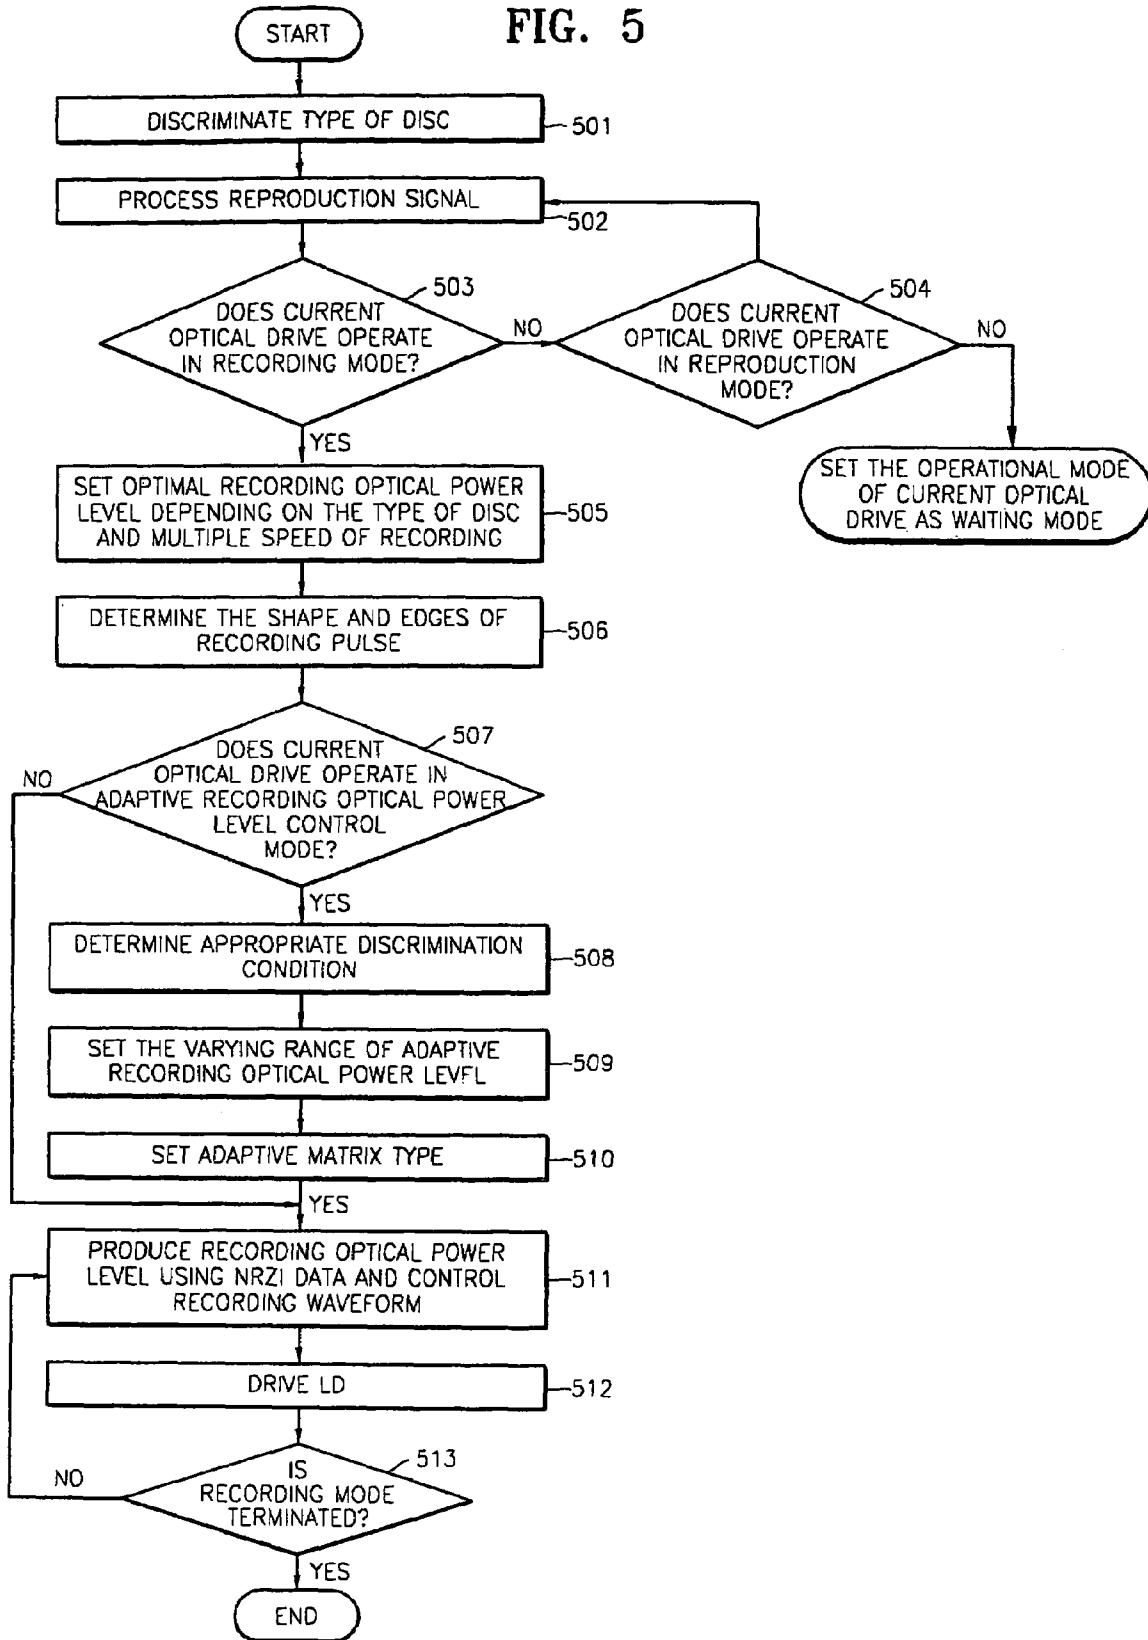 FIG. 5
START
DISCRIMINATE TYPE OF DISC
501
PROCESS REPRODUCTION SIGNAL
502
503
DOES CURRENT
OPTICAL DRIVE OPERATE
IN RECORDING MODE?
NO
504
DOES CURRENT
OPTICAL DRIVE OPERATE
IN REPRODUCTION
MODE?
NO
YES
SET THE OPERATIONAL MODE
OF CURRENT OPTICAL
DRIVE AS WAITING MODE
SET OPTIMAL RECORDING OPTICAL POWER
LEVEL DEPENDING ON THE TYPE OF DISC
AND MULTIPLE SPEED OF RECORDING
505
DETERMINE THE SHAPE AND EDGES OF
RECORDING PULSE
506
507
DOES CURRENT
OPTICAL DRIVE OPERATE IN
ADAPTIVE RECORDING OPTICAL POWER
LEVEL CONTROL
MODE?
NO
YES
DETERMINE APPROPRIATE DISCRIMINATION
CONDITION
508
SET THE VARYING RANGE OF ADAPTIVE
RECORDING OPTICAL POWER LEVEL
509
SET ADAPTIVE MATRIX TYPE
510
YES
PRODUCE RECORDING OPTICAL POWER
LEVEL USING NRZI DATA AND CONTROL
RECORDING WAVEFORM
511
DRIVE LD
512
513
IS
RECORDING MODE
TERMINATED?
NO
YES
END